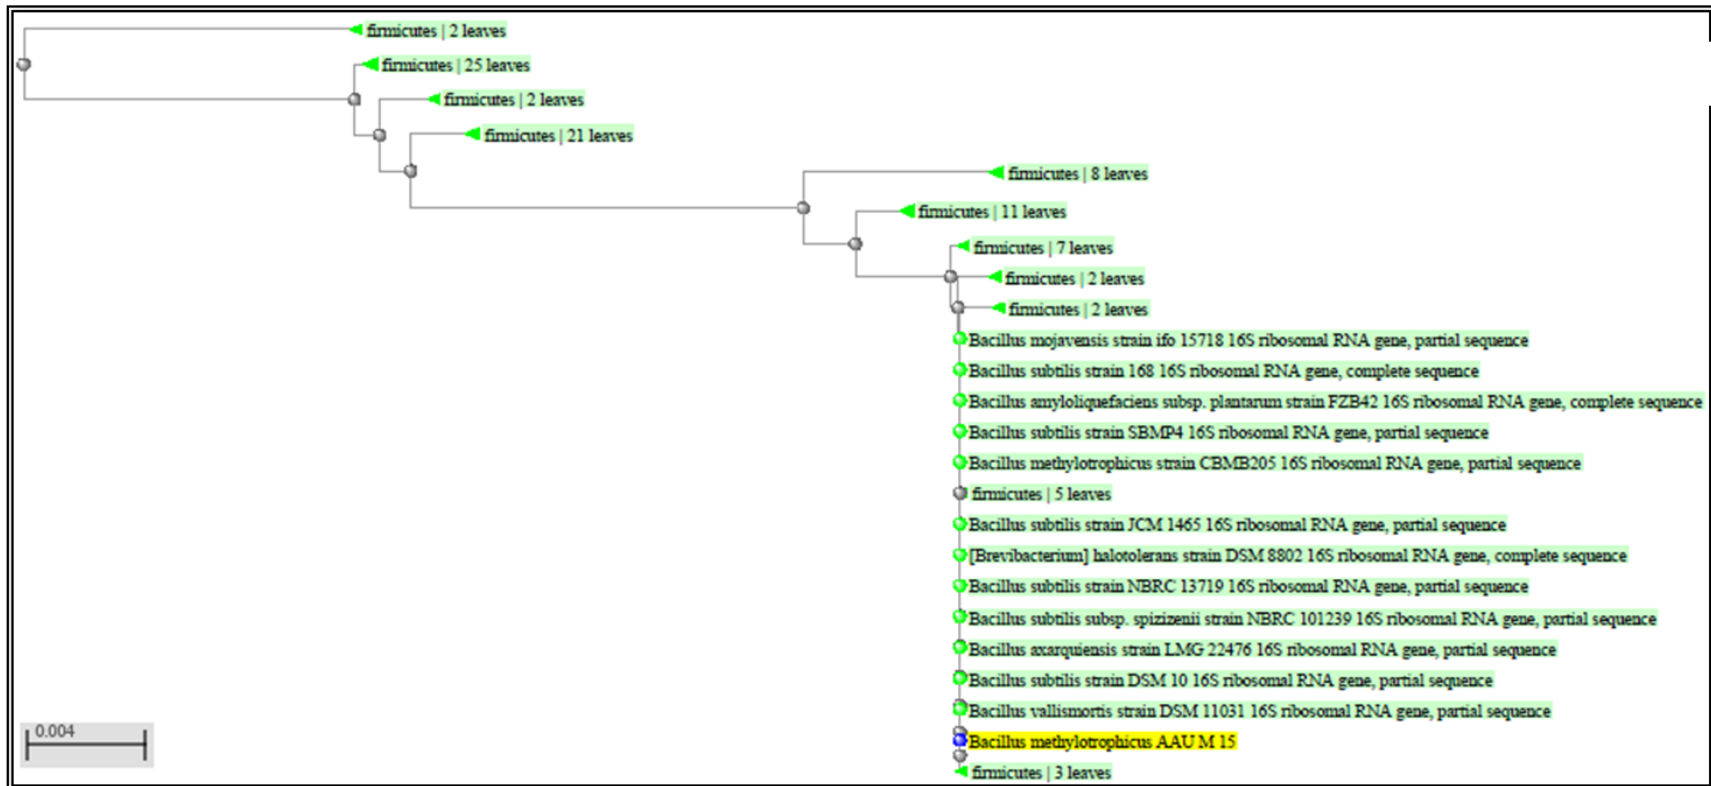 firmicutes | 2 leaves
firmicutes | 25 leaves
firmicutes | 2 leaves
firmicutes | 21 leaves
firmicutes | 8 leaves
firmicutes | 11 leaves
firmicutes | 7 leaves
firmicutes | 2 leaves
firmicutes | 2 leaves
Bacillus mojavensis strain ifo 15718 16S ribosomal RNA gene, partial sequence
Bacillus subtilis strain 168 16S ribosomal RNA gene, complete sequence
Bacillus amyloliquefaciens subsp. plantarum strain FZB42 16S ribosomal RNA gene, complete sequence
Bacillus subtilis strain SBMP4 16S ribosomal RNA gene, partial sequence
Bacillus methylotrophicus strain CBMB205 16S ribosomal RNA gene, partial sequence
firmicutes | 5 leaves
Bacillus subtilis strain JCM 1465 16S ribosomal RNA gene, partial sequence
[Brevibacterium] halotolerans strain DSM 8802 16S ribosomal RNA gene, complete sequence
Bacillus subtilis strain NBRC 13719 16S ribosomal RNA gene, partial sequence
Bacillus subtilis subsp. spizizenii strain NBRC 101239 16S ribosomal RNA gene, partial sequence
Bacillus axarquiensis strain LMG 22476 16S ribosomal RNA gene, partial sequence
Bacillus subtilis strain DSM 10 16S ribosomal RNA gene, partial sequence
Bacillus vallismortis strain DSM 11031 16S ribosomal RNA gene, partial sequence
0.004
Bacillus methylotrophicus AAU M 15
firmicutes | 3 leaves